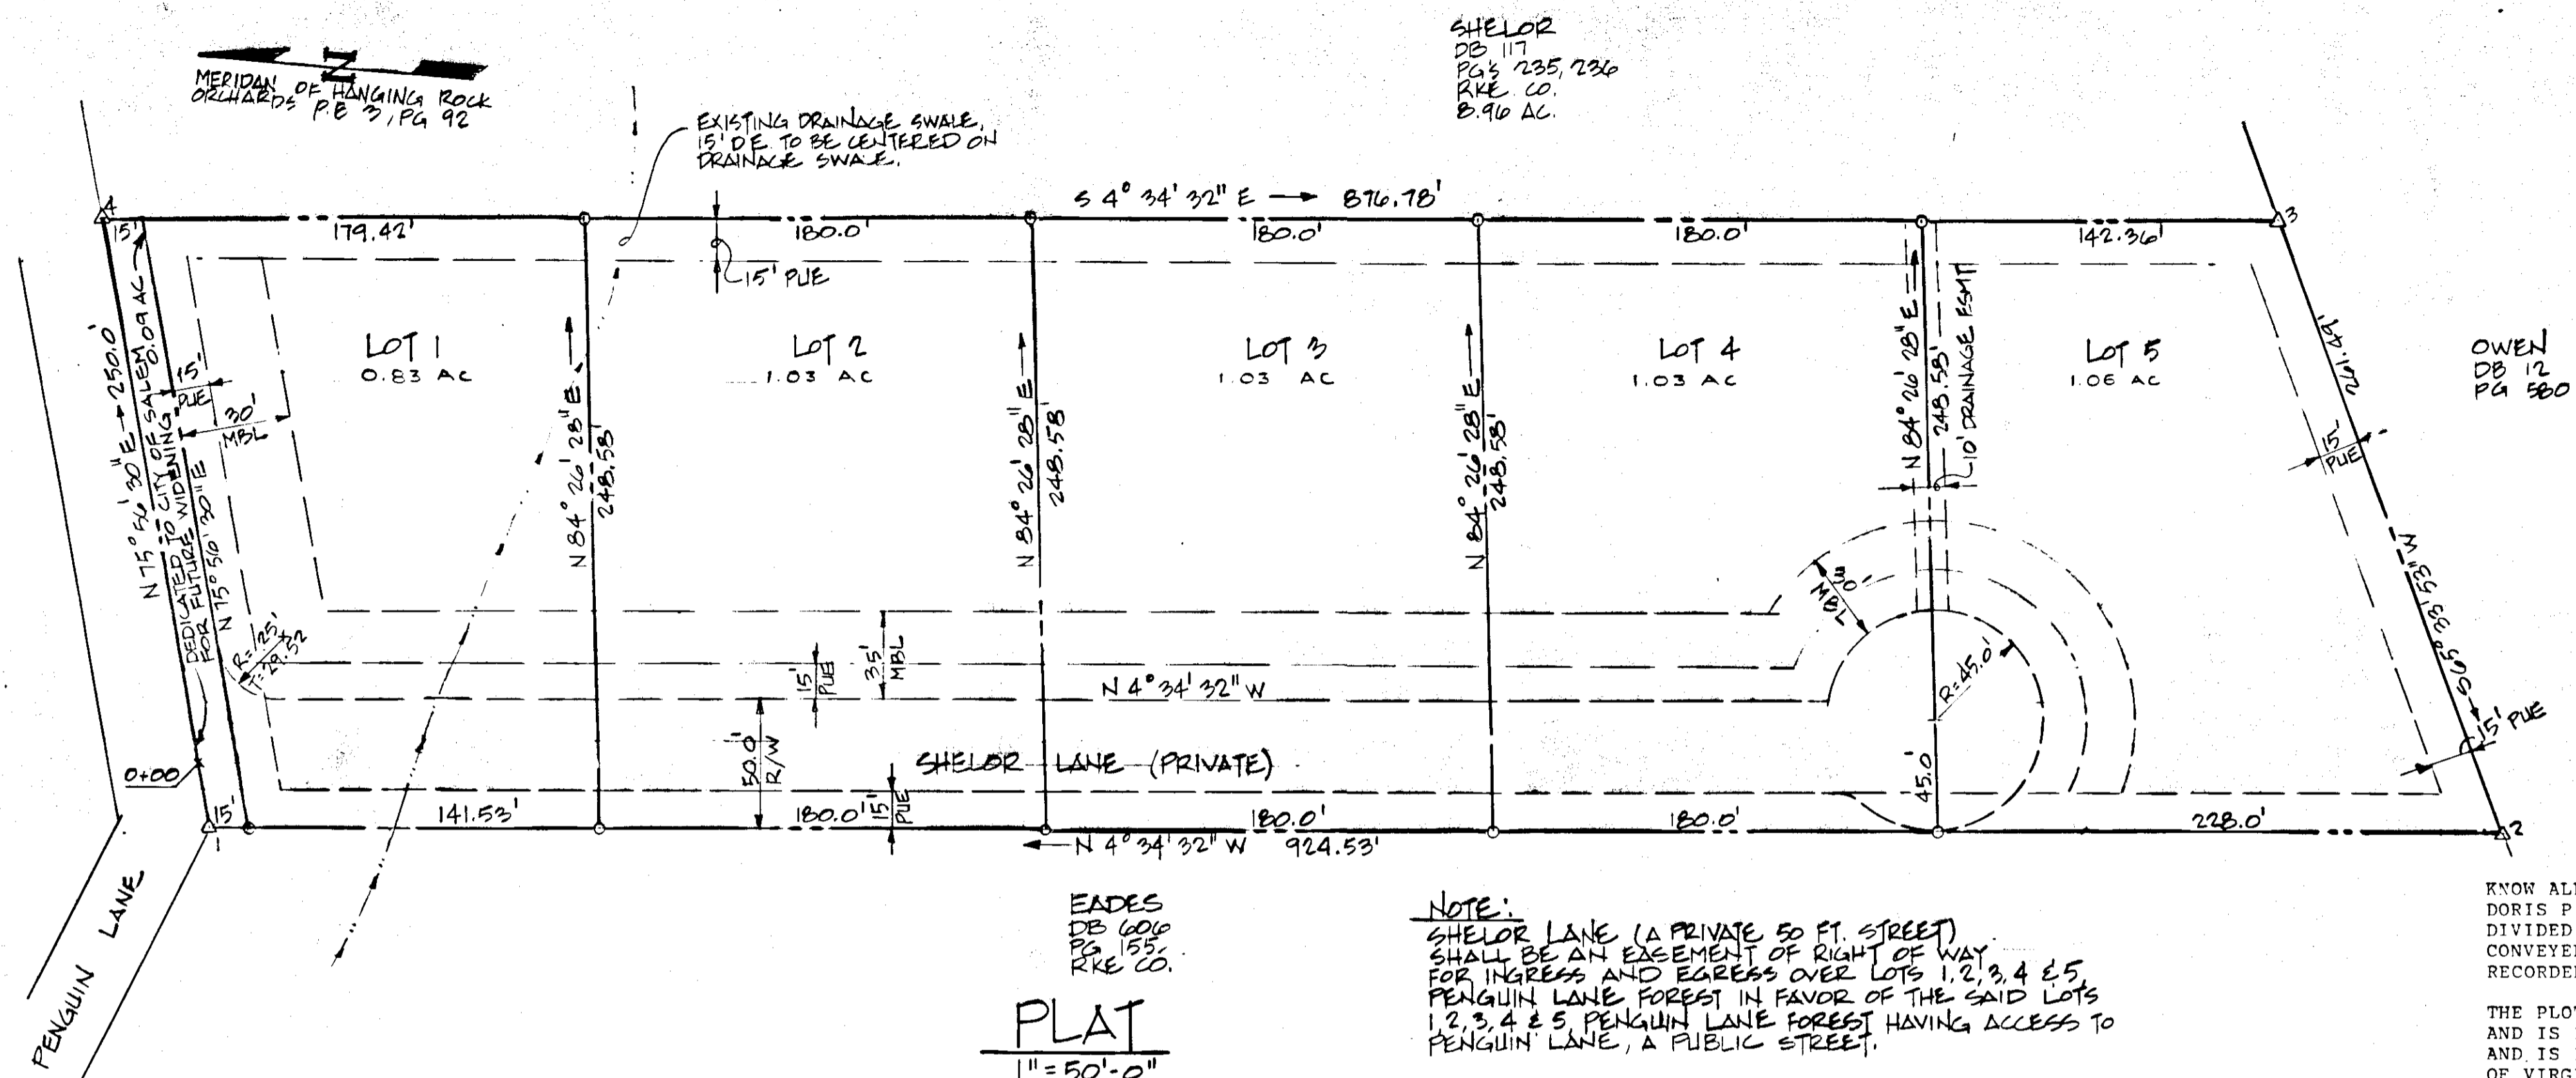 SHELOR
DB 117
PG'S 235, 236
RKE. CO.
8.96 AC.
N
MERIDAN OF HANGING ROCK
ORCHARDS P.B 3, PG 92
EXISTING DRAINAGE SWALE,
15' D.E. TO BE CENTERED ON
DRAINAGE SWALE.
S 4° 34' 32" E → 876.78'
4
15'
179.42'
180.0'
180.0'
180.0'
142.36'
3
15' PUE
LOT 1
0.83 AC
LOT 2
1.03 AC
LOT 3
1.03 AC
LOT 4
1.03 AC
LOT 5
1.06 AC
OWEN
DB 12
PG 580
N 75° 56' 30" E → 250.0'
DEDICATED TO CITY OF SALEM 0.09 AC
FOR FUTURE WIDENING
N 75° 56' 30" E
15'
PUE
30'
MBL
N 84° 26' 28" E
248.58'
N 84° 26' 28" E
248.58'
N 84° 26' 28" E
248.58'
N 84° 26' 28" E
248.58'
10' DRAINAGE ESMT
261.49'
15'
PUE
S 65° 33' 53" W
15' PUE
30'
MBL
R=45.0'
45.0'
R= 25'
T=29.52
15'
PUE
35'
MBL
N 4° 34' 32" W
50.0'
R/W
SHELOR LANE (PRIVATE)
15'
PUE
0+00
1
15'
141.53'
180.0'
180.0'
180.0'
228.0'
2
N 4° 34' 32" W 924.53'
PENGUIN LANE
EADES
DB 606
PG 155,
RKE CO.
PLAT
1" = 50'-0"
NOTE:
SHELOR LANE (A PRIVATE 50 FT. STREET)
SHALL BE AN EASEMENT OF RIGHT OF WAY
FOR INGRESS AND EGRESS OVER LOTS 1, 2, 3, 4 & 5,
PENGUIN LANE FOREST IN FAVOR OF THE SAID LOTS
1, 2, 3, 4 & 5, PENGUIN LANE FOREST HAVING ACCESS TO
PENGUIN LANE, A PUBLIC STREET.
KNOW ALL
DORIS P
DIVIDED
CONVEYE
RECORDE
THE PLO
AND IS
AND IS
OF VIRG